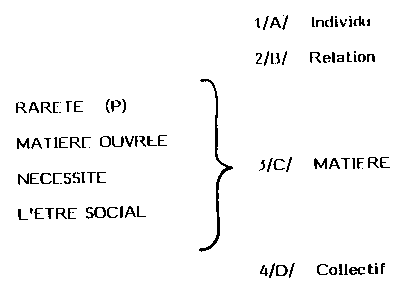 1/A/ Individu
2/B/ Relation
RARETE (P)
MATIERE OUVREE
NECESSITE
3/C/ MATIERE
L'ETRE SOCIAL
4/D/ Collectif